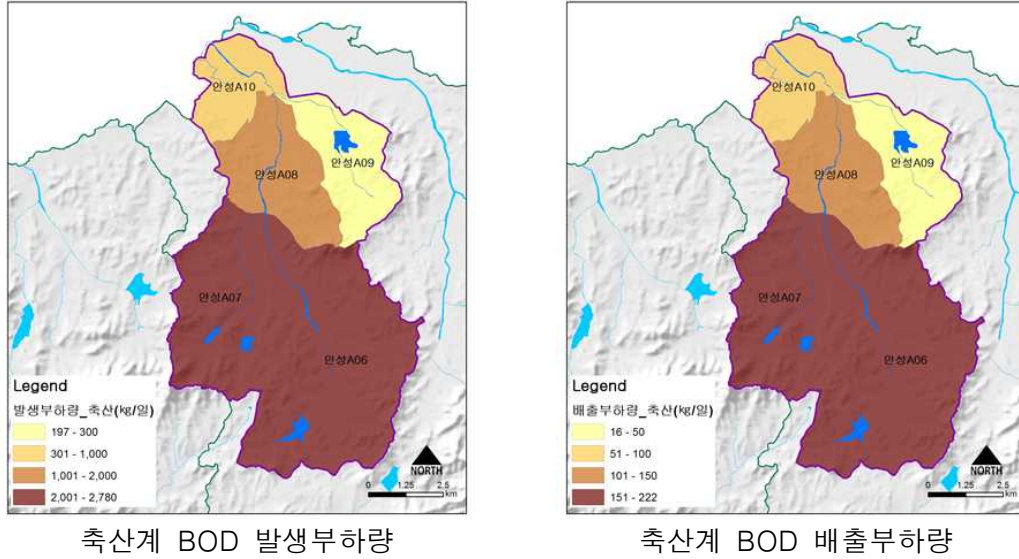 안성A10
안성A09
안성A08
안성A07
안성A06
Legend
발생부하량_축산(kg/일)
197 - 300
301 - 1,000
1,001 - 2,000
2,001 - 2,780
NORTH
0 1.25 2.5
km
축산계 BOD 발생부하량
안성A10
안성A09
안성A08
안성A07
안성A06
Legend
배출부하량_축산(kg/일)
16 - 50
51 - 100
101 - 150
151 - 222
NORTH
0 1.25 2.5
km
축산계 BOD 배출부하량